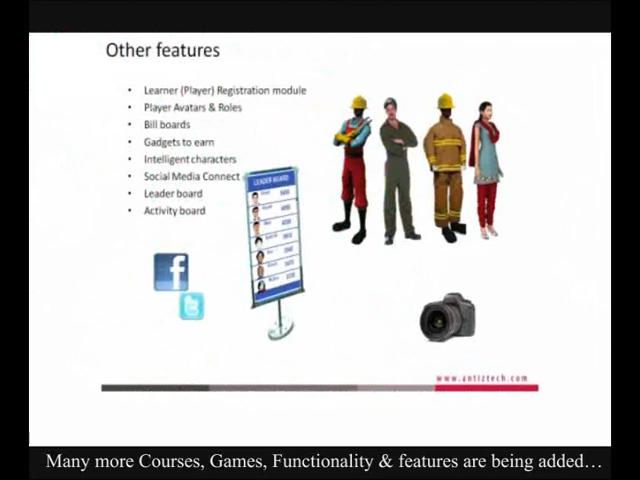 Other features
• Learner (Player) Registration module
• Player Avatars & Roles
• Bill boards
• Gadgets to earn
• Intelligent characters
• Social Media Connect
• Leader board
• Activity board
LEADER BOARD
www.antiztech.com
Many more Courses, Games, Functionality & features are being added…